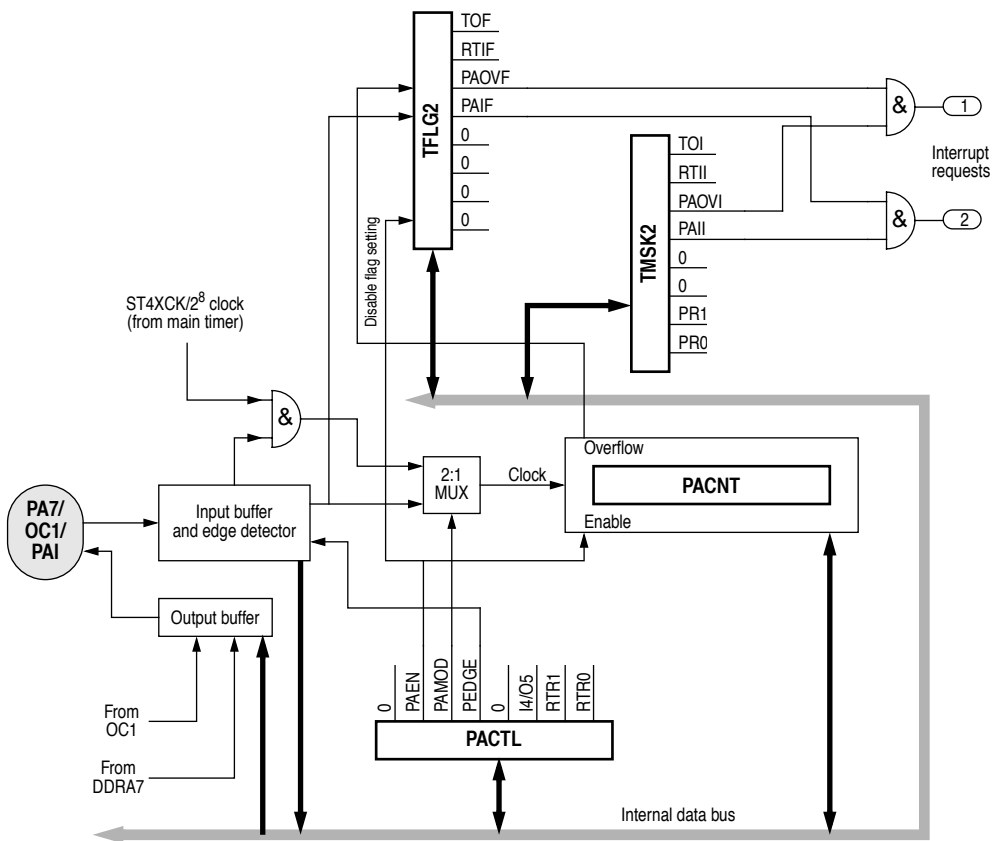 TOF
RTIF
PAOVF
PAIF
0
0
0
0
TFLG2
TOI
RTII
PAOVI
PAII
0
0
PR1
PR0
TMSK2
&
1
Interrupt
requests
&
2
Disable flag setting
ST4XCK/2⁸ clock
(from main timer)
&
2:1
MUX
Clock
Overflow
PACNT
Enable
PA7/
OC1/
PAI
Input buffer
and edge detector
Output buffer
From
OC1
From
DDRA7
0
PAEN
PAMOD
PEDGE
0
I4/O5
RTR1
RTR0
PACTL
Internal data bus